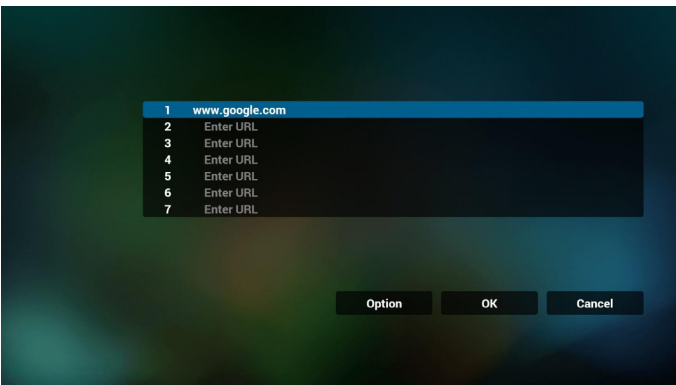 1 www.google.com
2 Enter URL
3 Enter URL
4 Enter URL
5 Enter URL
6 Enter URL
7 Enter URL
Option OK Cancel